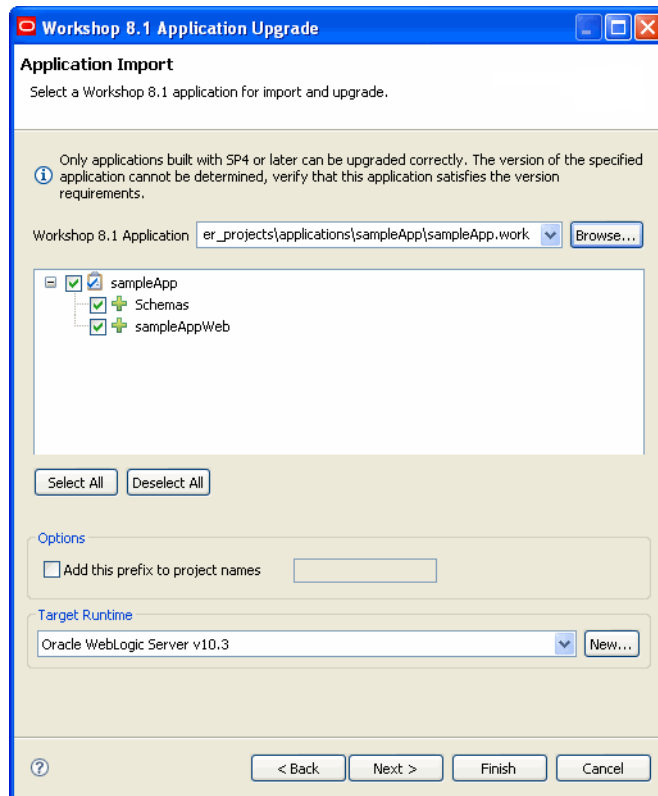 Workshop 8.1 Application Upgrade
Application Import
Select a Workshop 8.1 application for import and upgrade.
Only applications built with SP4 or later can be upgraded correctly. The version of the specified
application cannot be determined, verify that this application satisfies the version
requirements.
Workshop 8.1 Application er_projects\applications\sampleApp\sampleApp.work Browse...
sampleApp
Schemas
sampleAppWeb
Select All Deselect All
Options
Add this prefix to project names
Target Runtime
Oracle WebLogic Server v10.3 New...
? < Back Next > Finish Cancel